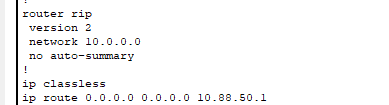 !
router rip
version 2
network 10.0.0.0
no auto-summary
!
ip classless
ip route 0.0.0.0 0.0.0.0 10.88.50.1